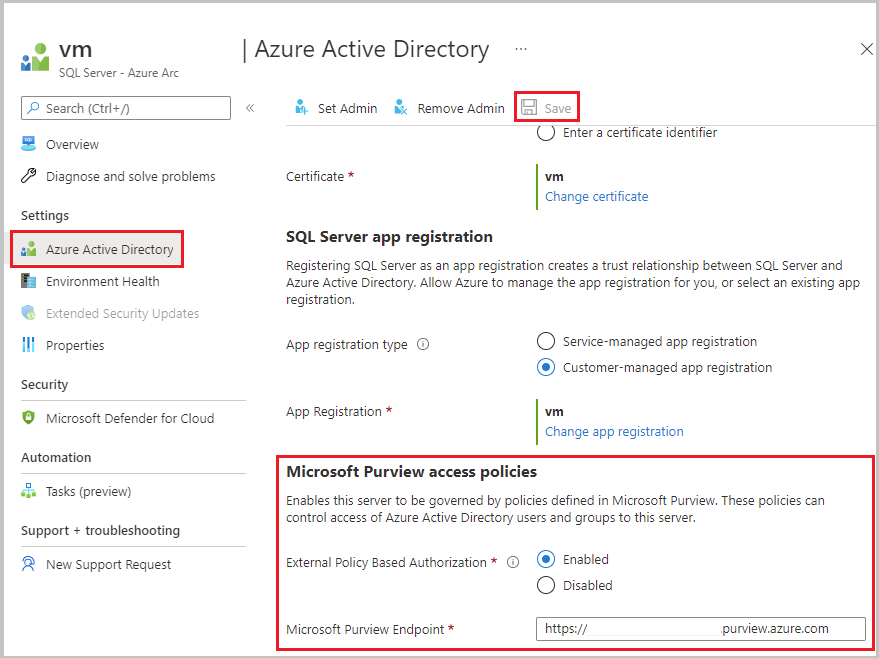 vm
SQL Server - Azure Arc
| Azure Active Directory ...
Search (Ctrl+/)
«
Overview
Diagnose and solve problems
Settings
Azure Active Directory
Environment Health
Extended Security Updates
Properties
Security
Microsoft Defender for Cloud
Automation
Tasks (preview)
Support + troubleshooting
New Support Request
Set Admin
Remove Admin
Save
Enter a certificate identifier
Certificate *
vm
Change certificate
SQL Server app registration
Registering SQL Server as an app registration creates a trust relationship between SQL Server and
Azure Active Directory. Allow Azure to manage the app registration for you, or select an existing app
registration.
App registration type
Service-managed app registration
Customer-managed app registration
App Registration *
vm
Change app registration
Microsoft Purview access policies
Enables this server to be governed by policies defined in Microsoft Purview. These policies can
control access of Azure Active Directory users and groups to this server.
External Policy Based Authorization *
Enabled
Disabled
Microsoft Purview Endpoint *
https:// .purview.azure.com